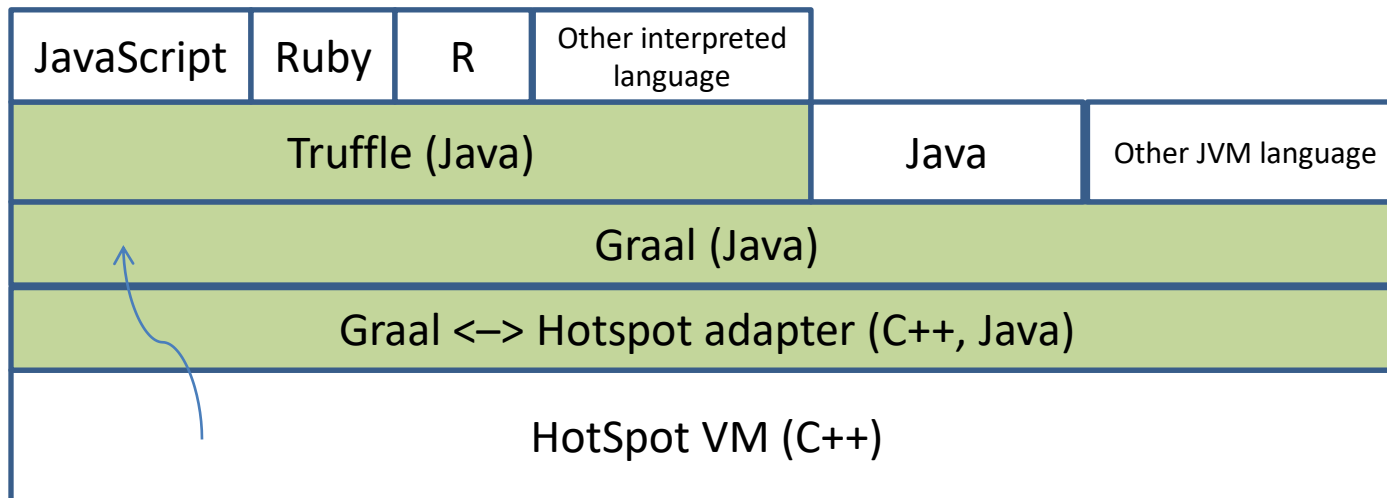 JavaScript
Ruby
R
Other interpreted
language
Truffle (Java)
Java
Other JVM language
Graal (Java)
Graal <–> Hotspot adapter (C++, Java)
HotSpot VM (C++)